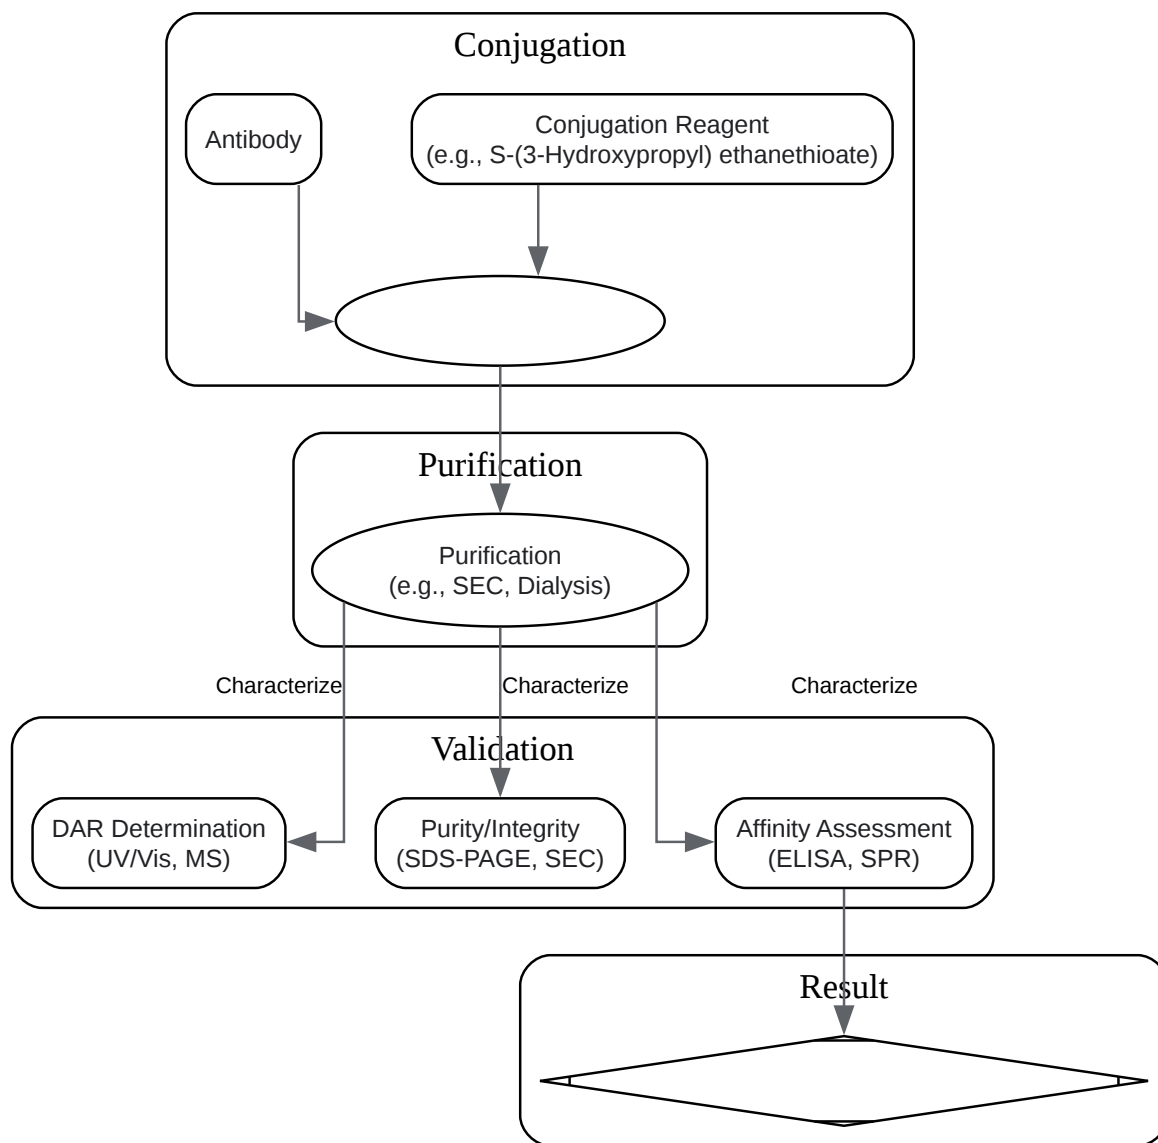 Conjugation
Antibody
Conjugation Reagent
(e.g., S-(3-Hydroxypropyl) ethanethioate)
Purification
Purification
(e.g., SEC, Dialysis)
Characterize
Characterize
Characterize
Validation
DAR Determination
(UV/Vis, MS)
Purity/Integrity
(SDS-PAGE, SEC)
Affinity Assessment
(ELISA, SPR)
Result